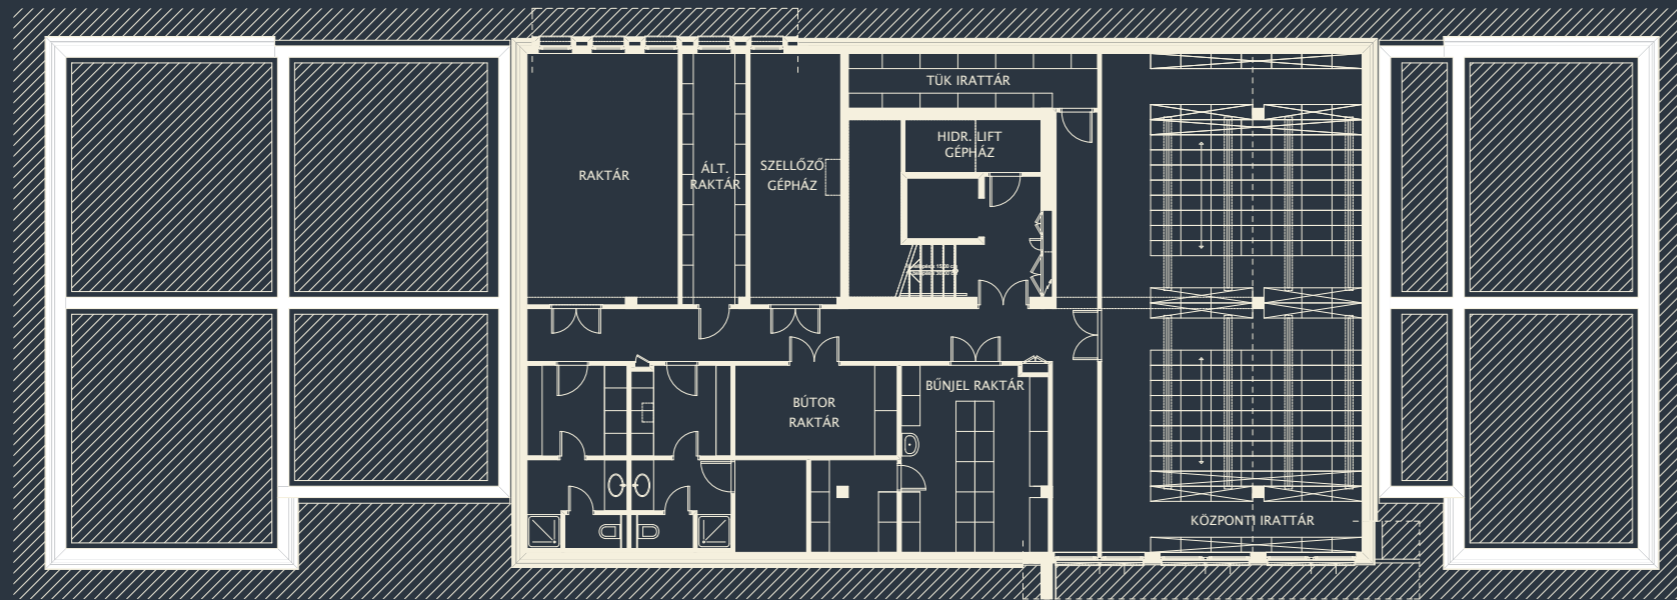 TÜK IRATTÁR
HIDR. LIFT
GÉPHÁZ
RAKTÁR
ÁLT.
RAKTÁR
SZELLŐZŐ
GÉPHÁZ
BÚTOR
RAKTÁR
BŰNJEL RAKTÁR
KÖZPONTI IRATTÁR